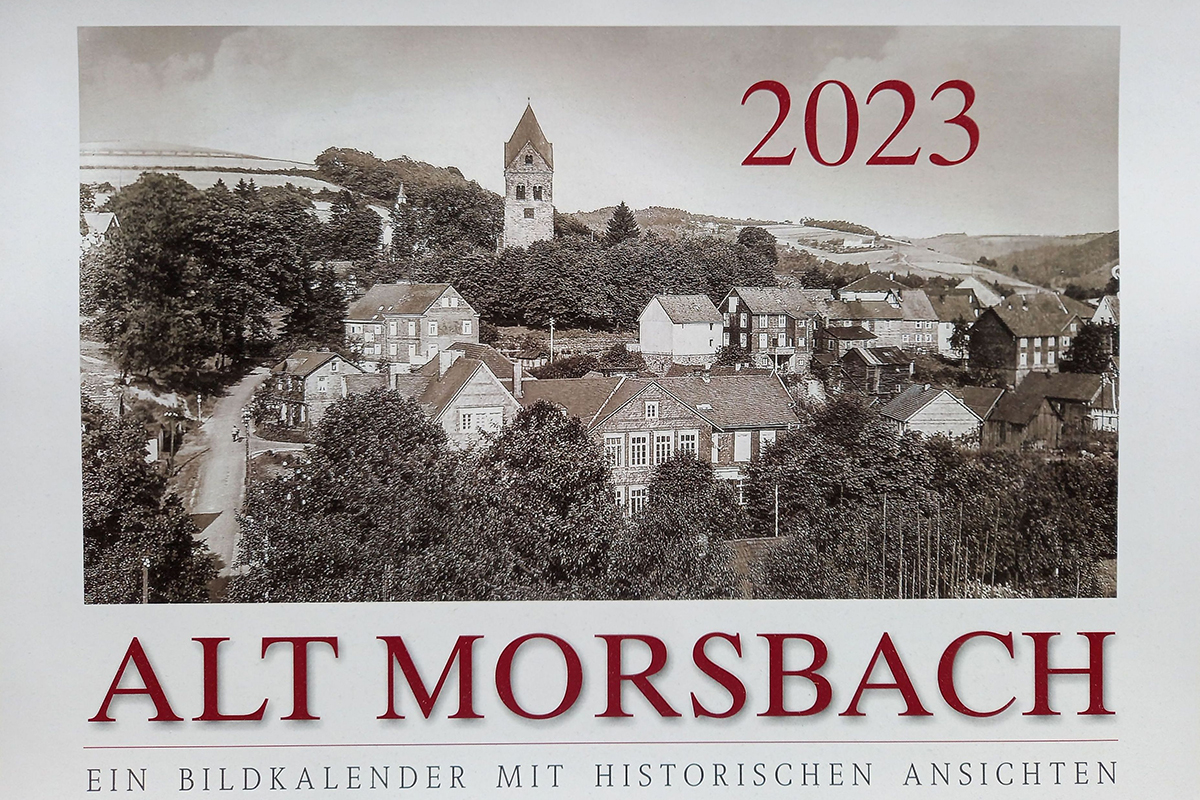 2023
ALT MORSBACH
EIN BILDKALENDER MIT HISTORISCHEN ANSICHTEN